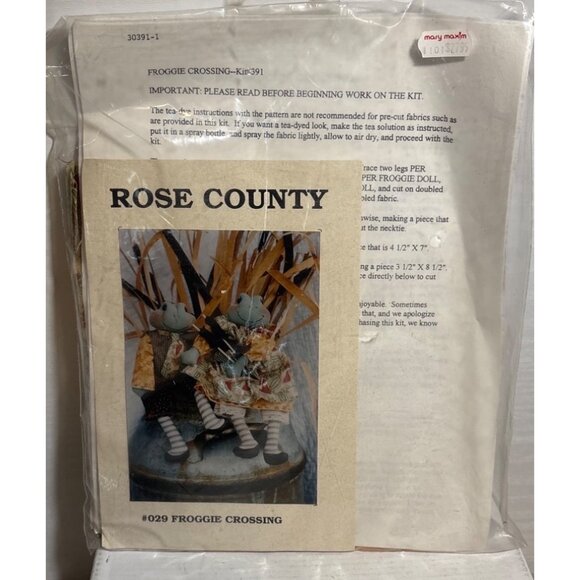 30391-1
mary maxim
FROGGIE CROSSING--Kit 391
IMPORTANT: PLEASE READ BEFORE BEGINNING WORK ON THE KIT.
The tea-dye instructions with the pattern are not recommended for pre-cut fabrics such as
are provided in this kit. If you want a tea-dyed look, make the tea solution as instructed,
put it in a spray bottle, and spray the fabric lightly, allow to air dry, and proceed with the
kit.
race two legs PER
PER FROGGIE DOLL,
OLL, and cut on doubled
bled fabric.
wise, making a piece that
ut the necktie.
ce that is 4 1/2" X 7".
ng a piece 3 1/2" X 8 1/2".
ce directly below to cut
njoyable. Sometimes
that, and we apologize
hasing this kit, we know
ROSE COUNTY
#029 FROGGIE CROSSING